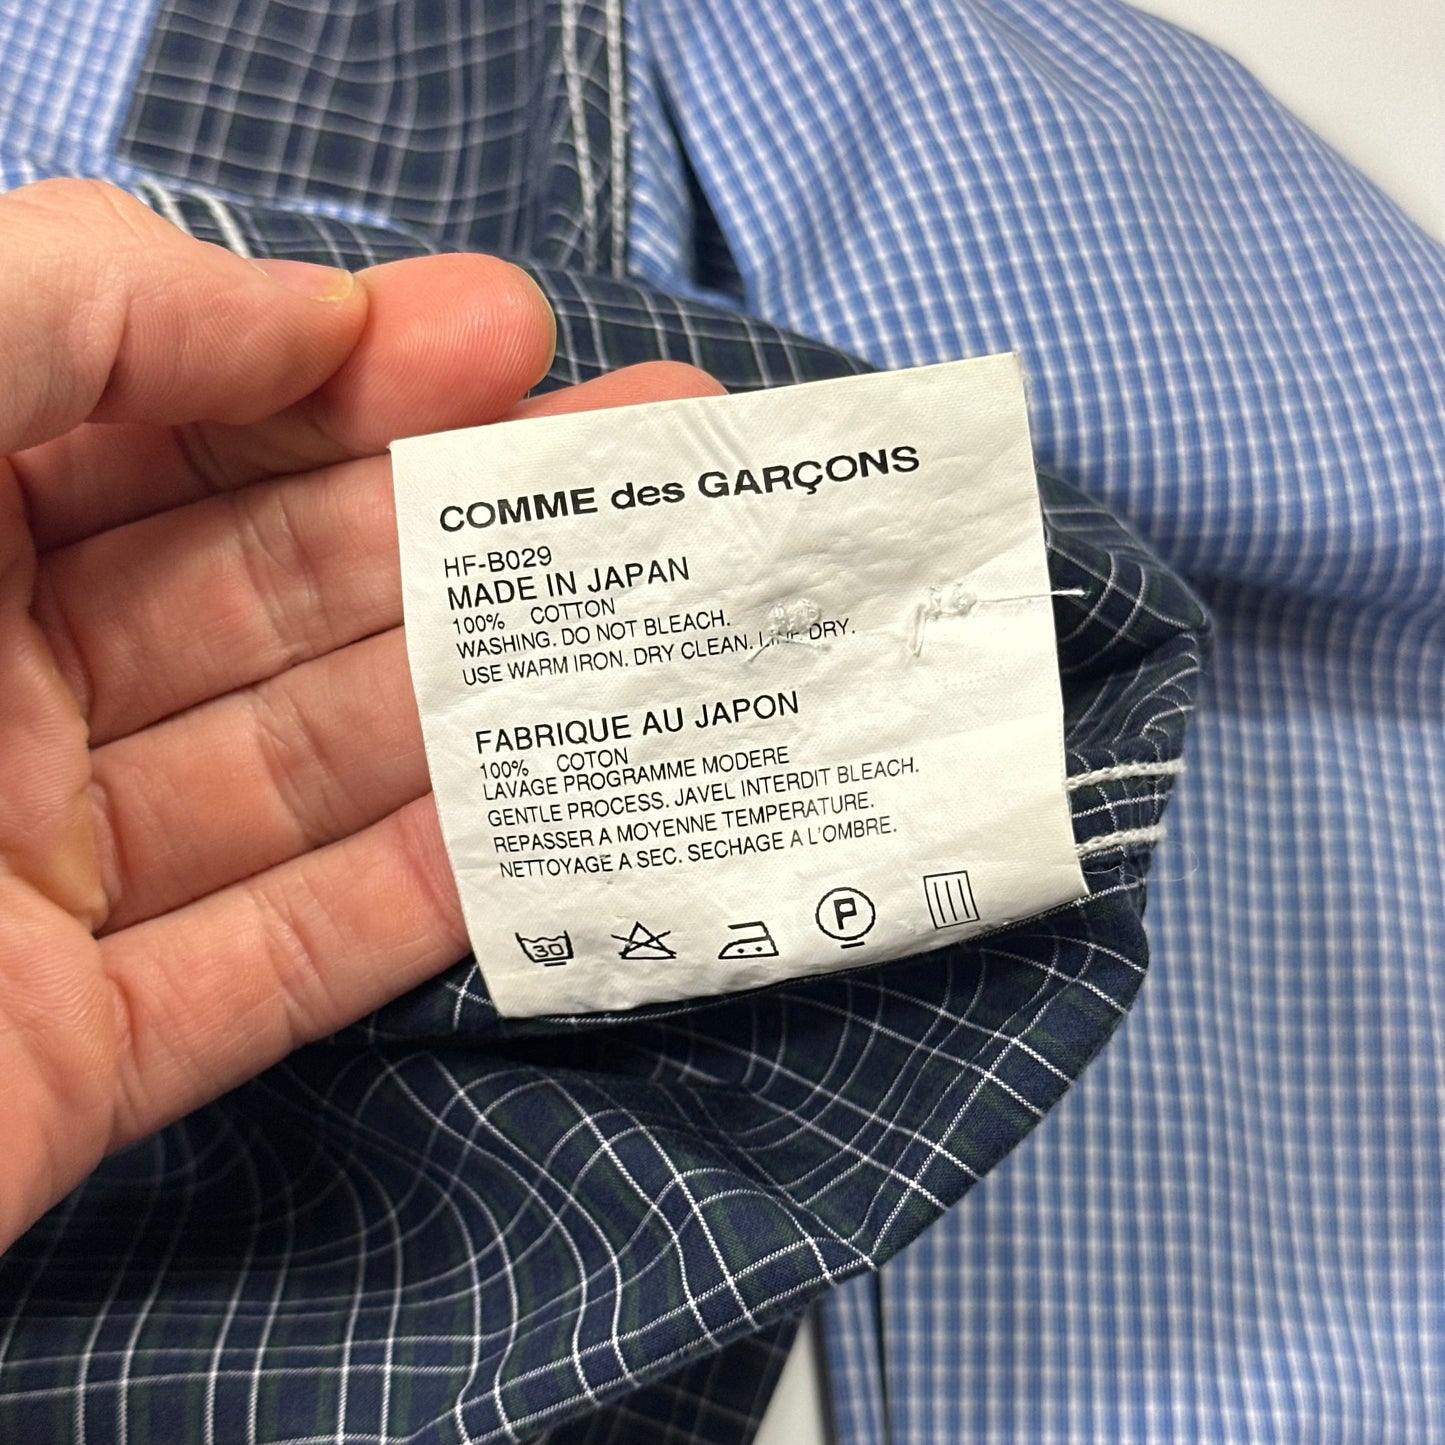 COMME des GARÇONS
HF-B029
MADE IN JAPAN
100% COTTON
WASHING. DO NOT BLEACH.
USE WARM IRON. DRY CLEAN. LINE DRY.
FABRIQUE AU JAPON
100% COTON
LAVAGE PROGRAMME MODERE
GENTLE PROCESS. JAVEL INTERDIT BLEACH.
REPASSER A MOYENNE TEMPERATURE.
NETTOYAGE A SEC. SECHAGE A L'OMBRE.
30 P